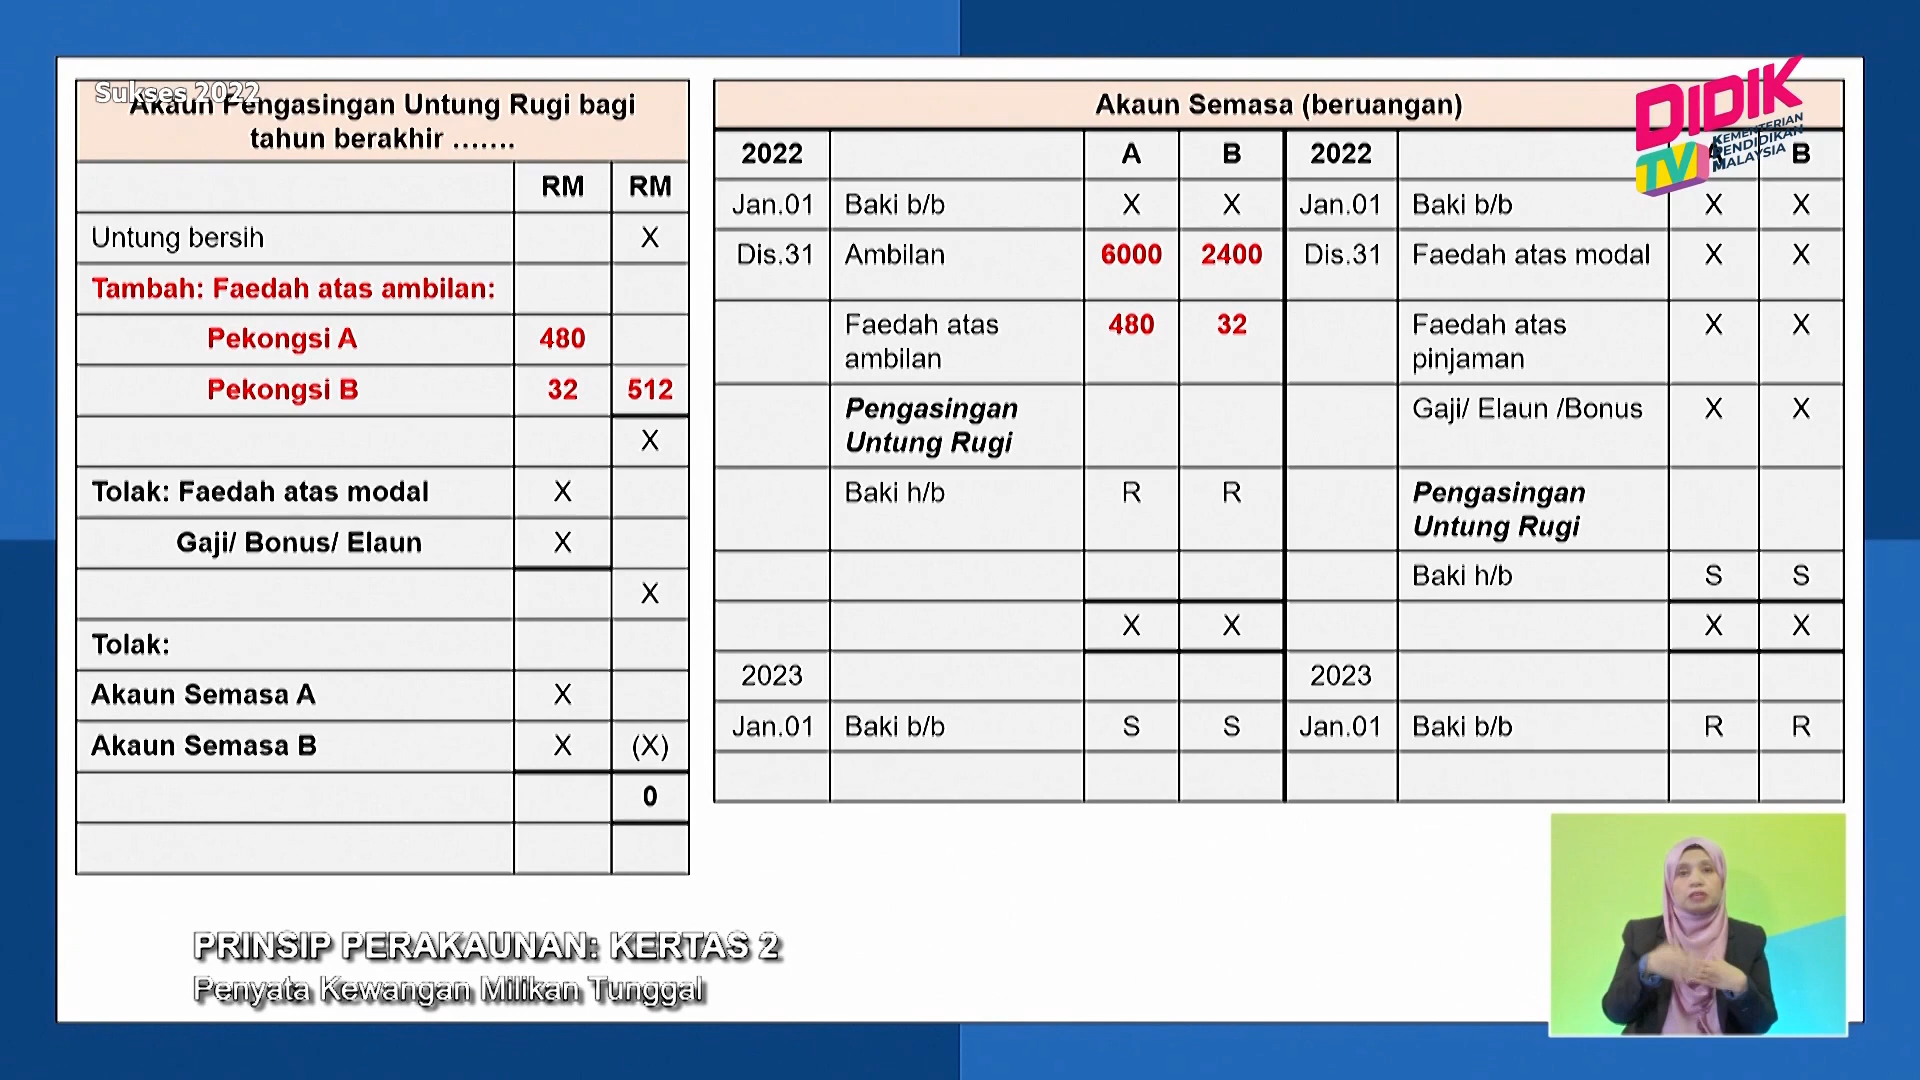 Sukses 2022
Akaun Pengasingan Untung Rugi bagi
tahun berakhir …….
RM RM
Untung bersih X
Tambah: Faedah atas ambilan:
Pekongsi A 480
Pekongsi B 32 512
X
Tolak: Faedah atas modal X
Gaji/ Bonus/ Elaun X
X
Tolak:
Akaun Semasa A X
Akaun Semasa B X (X)
0
Akaun Semasa (beruangan)
2022 A B 2022 A B
Jan.01 Baki b/b X X Jan.01 Baki b/b X X
Dis.31 Ambilan 6000 2400 Dis.31 Faedah atas modal X X
Faedah atas 480 32 Faedah atas X X
ambilan pinjaman
Pengasingan Gaji/ Elaun /Bonus X X
Untung Rugi
Baki h/b R R Pengasingan
Untung Rugi
Baki h/b S S
X X X X
2023 2023
Jan.01 Baki b/b S S Jan.01 Baki b/b R R
DIDIK
TV
KEMENTERIAN
PENDIDIKAN
MALAYSIA
PRINSIP PERAKAUNAN: KERTAS 2
Penyata Kewangan Milikan Tunggal